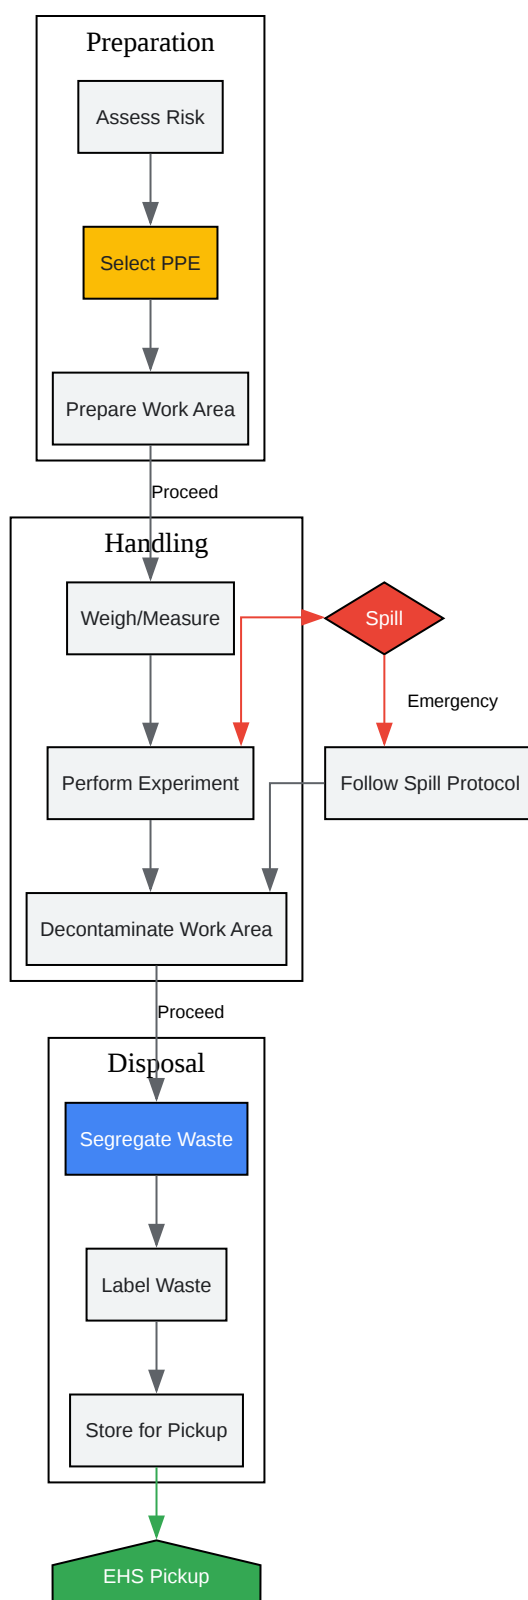 Preparation
Assess Risk
Select PPE
Prepare Work Area
Proceed
Handling
Weigh/Measure
Spill
Emergency
Perform Experiment
Follow Spill Protocol
Decontaminate Work Area
Proceed
Disposal
Segregate Waste
Label Waste
Store for Pickup
EHS Pickup